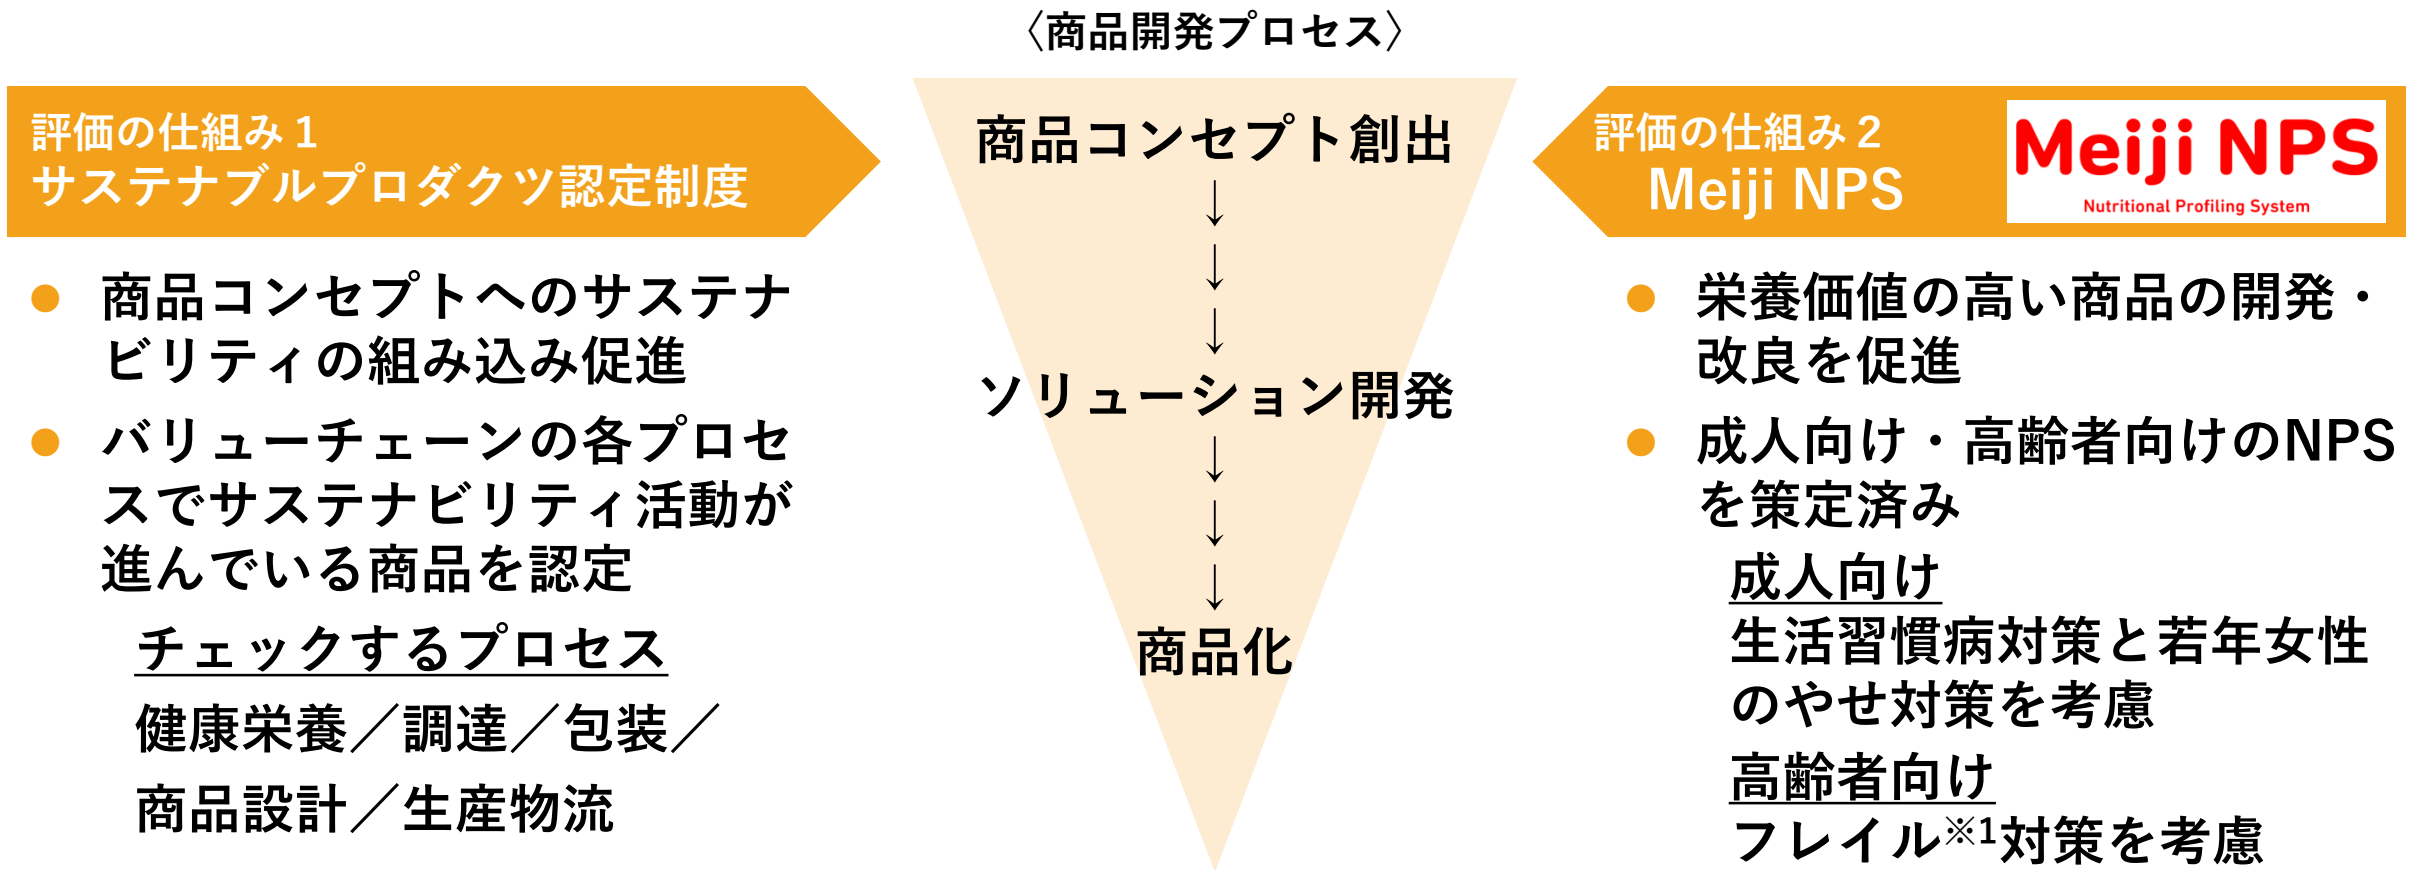 〈商品開発プロセス〉
評価の仕組み1
サステナブルプロダクツ認定制度
商品コンセプトへのサステナ
ビリティの組み込み促進
バリューチェーンの各プロセ
スでサステナビリティ活動が
進んでいる商品を認定
チェックするプロセス
健康栄養／調達／包装／
商品設計／生産物流
商品コンセプト創出
↓
↓
↓
ソリューション開発
↓
↓
↓
商品化
評価の仕組み2
Meiji NPS
Meiji NPS
Nutritional Profiling System
栄養価値の高い商品の開発・
改良を促進
成人向け・高齢者向けのNPS
を策定済み
成人向け
生活習慣病対策と若年女性
のやせ対策を考慮
高齢者向け
フレイル※1対策を考慮